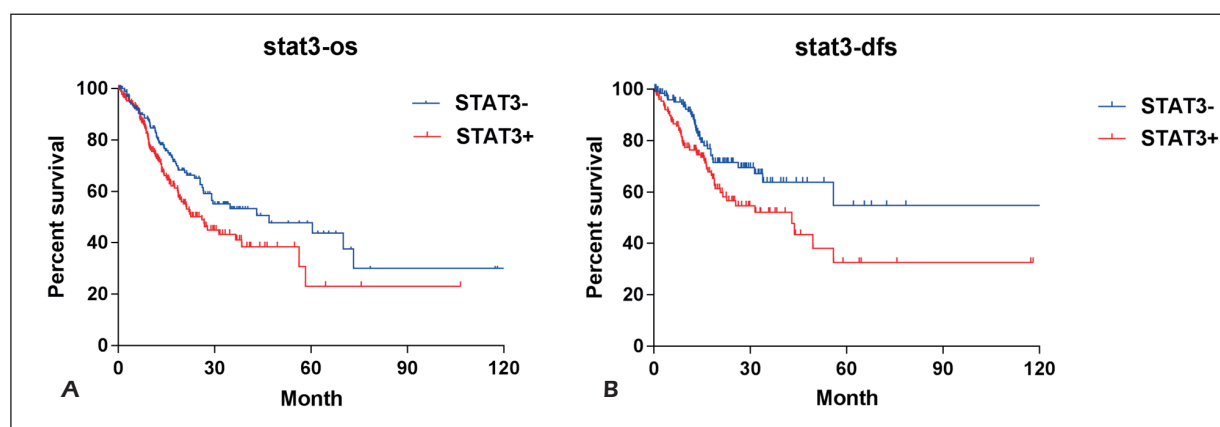 stat3-os
Percent survival
100
80
60
40
20
0
0 30 60 90 120
Month
STAT3-
STAT3+
A
stat3-dfs
Percent survival
100
80
60
40
20
0
0 30 60 90 120
Month
STAT3-
STAT3+
B